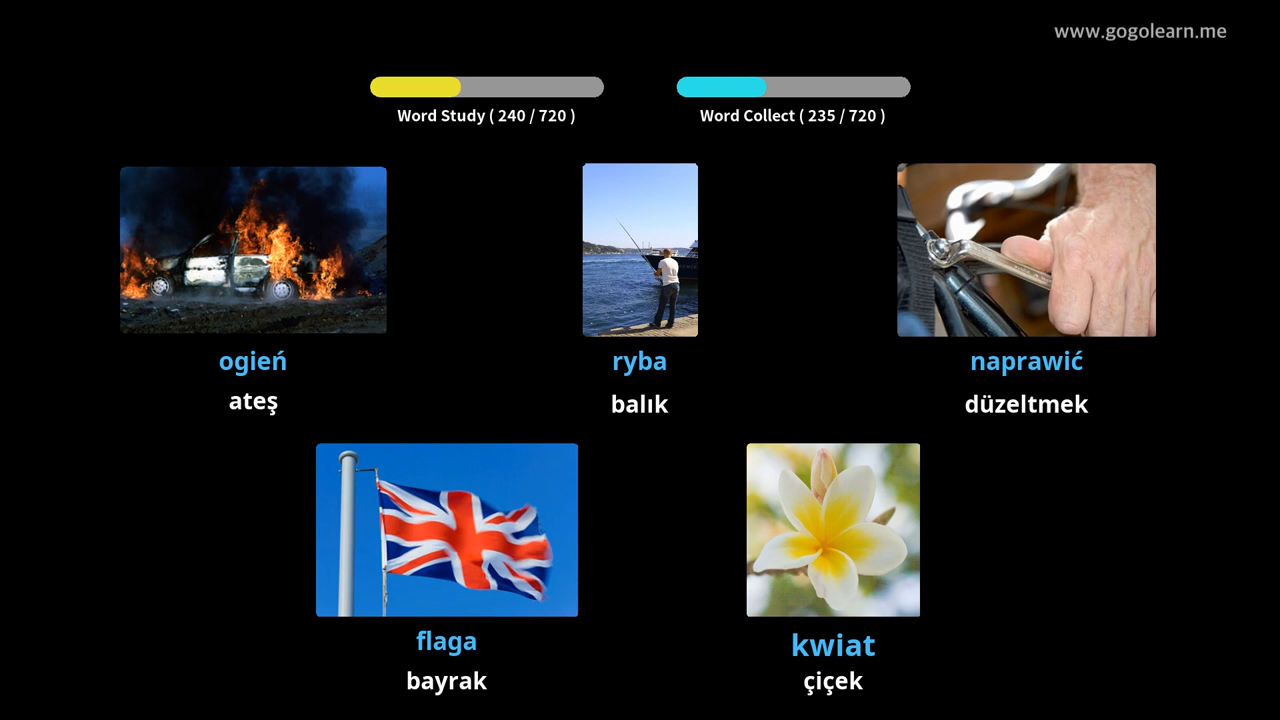 www.gogolearn.me
Word Study ( 240 / 720 )
Word Collect ( 235 / 720 )
ogień
ateş
ryba
balık
naprawić
düzeltmek
flaga
bayrak
kwiat
çiçek